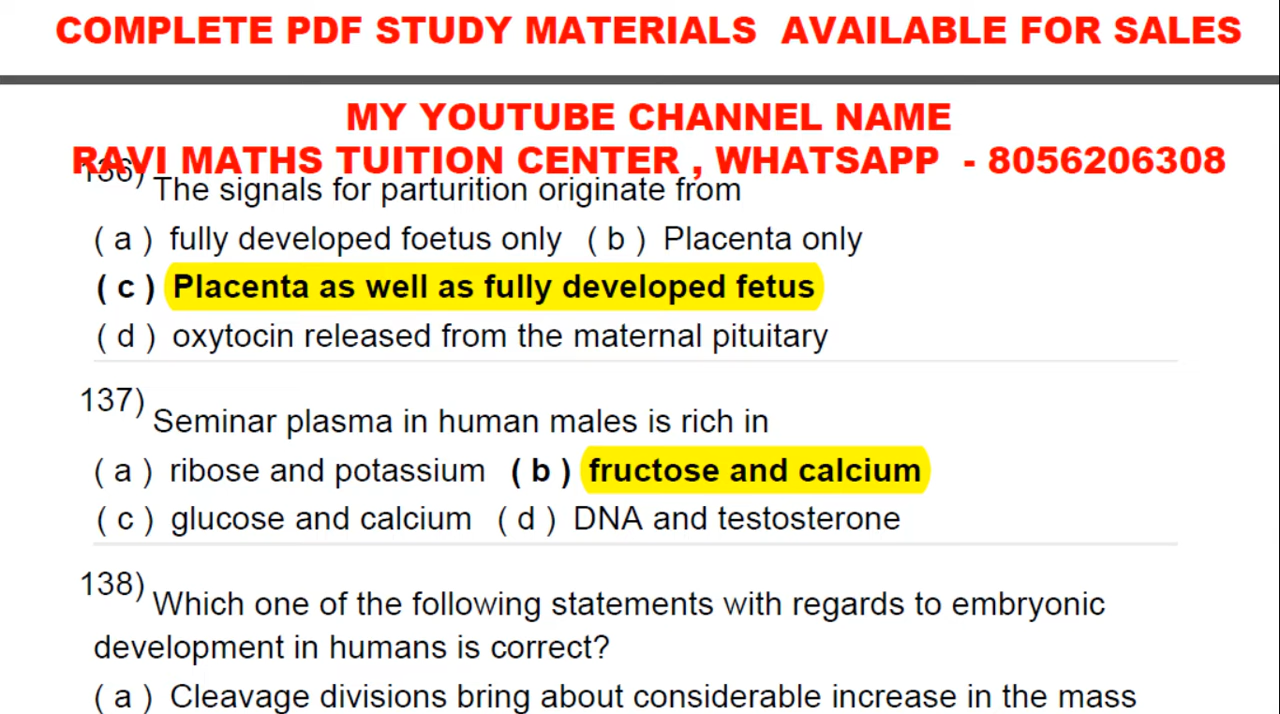 COMPLETE PDF STUDY MATERIALS AVAILABLE FOR SALES
MY YOUTUBE CHANNEL NAME
RAVI MATHS TUITION CENTER , WHATSAPP - 8056206308
136) The signals for parturition originate from
( a ) fully developed foetus only ( b ) Placenta only
( c ) Placenta as well as fully developed fetus
( d ) oxytocin released from the maternal pituitary
137) Seminar plasma in human males is rich in
( a ) ribose and potassium ( b ) fructose and calcium
( c ) glucose and calcium ( d ) DNA and testosterone
138) Which one of the following statements with regards to embryonic
development in humans is correct?
( a ) Cleavage divisions bring about considerable increase in the mass